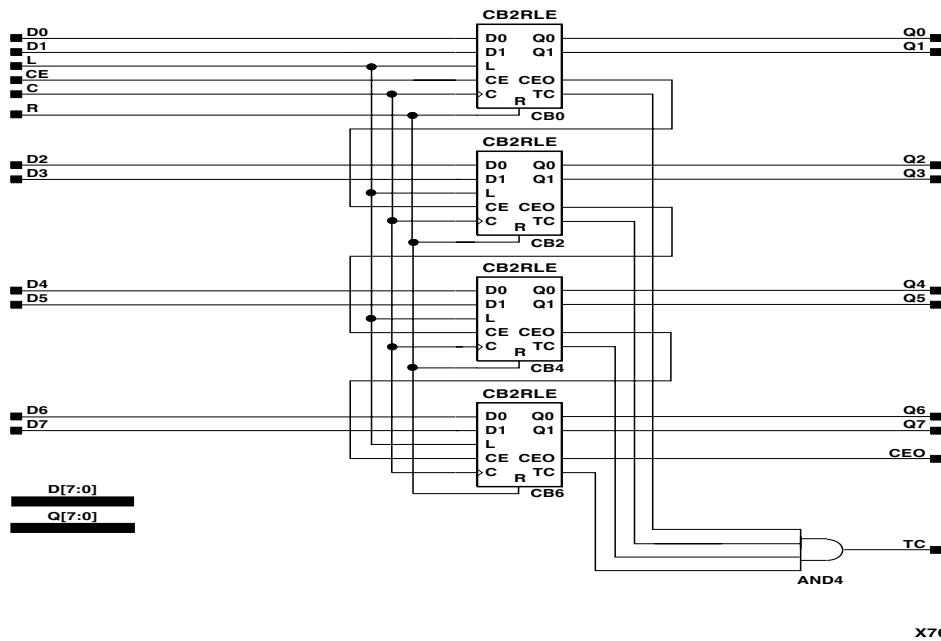 CB2RLE
D0 D0 Q0 Q0
D1 D1 Q1 Q1
L L
CE CE CEO
C C TC
R R
CB0
CB2RLE
D2 D0 Q0 Q2
D3 D1 Q1 Q3
L
CE CEO
C TC
R
CB2
CB2RLE
D4 D0 Q0 Q4
D5 D1 Q1 Q5
L
CE CEO
C TC
R
CB4
CB2RLE
D6 D0 Q0 Q6
D7 D1 Q1 Q7
L
CE CEO CEO
C TC
R
CB6
D[7:0]
Q[7:0]
TC
AND4